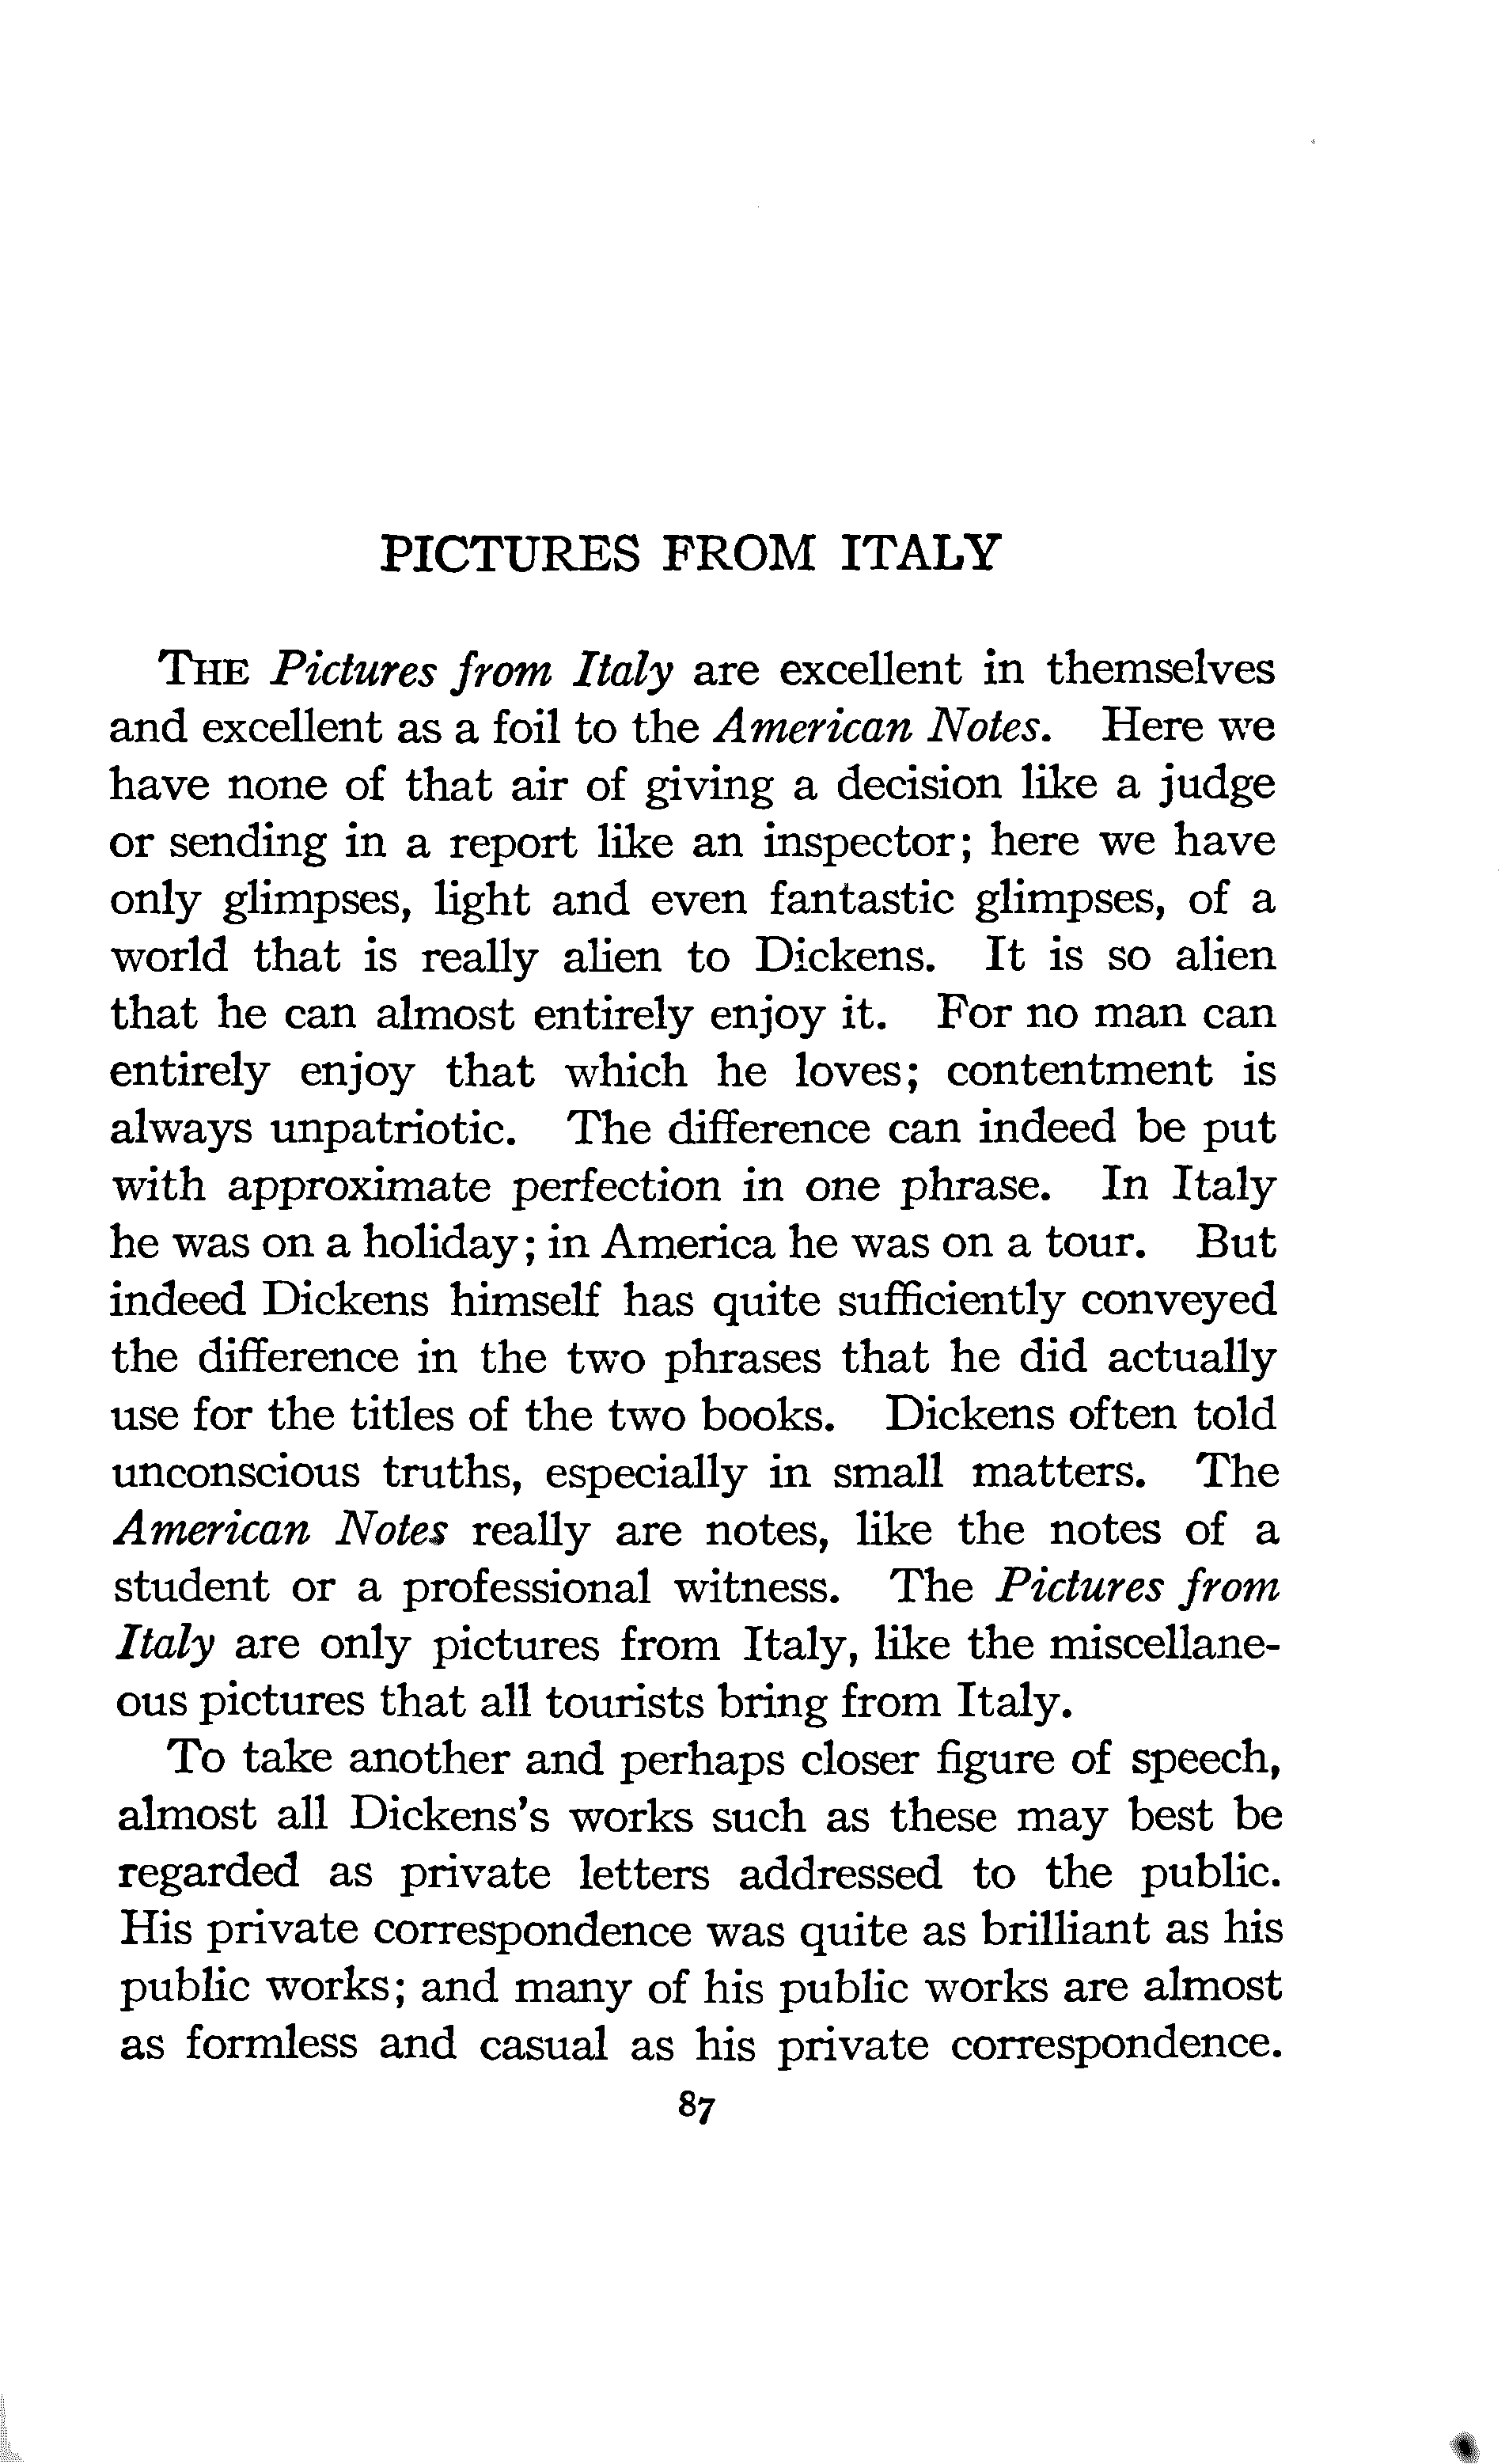 PICTURES FROM ITALY
THE Pictures from Italy are excellent in themselves
and excellent as a foil to the American Notes. Here we
have none of that air of giving a decision like a judge
or sending in a report like an inspector; here we have
only glimpses, light and even fantastic glimpses, of a
world that is really alien to Dickens. It is so alien
that he can almost entirely enjoy it. For no man can
entirely enjoy that which he loves; contentment is
always unpatriotic. The difference can indeed be put
with approximate perfection in one phrase. In Italy
he was on a holiday; in America he was on a tour. But
indeed Dickens himself has quite sufficiently conveyed
the difference in the two phrases that he did actually
use for the titles of the two books. Dickens often told
unconscious truths, especially in small matters. The
American Notes really are notes, like the notes of a
student or a professional witness. The Pictures from
Italy are only pictures from Italy, like the miscellane-
ous pictures that all tourists bring from Italy.
To take another and perhaps closer figure of speech,
almost all Dickens's works such as these may best be
regarded as private letters addressed to the public.
His private correspondence was quite as brilliant as his
public works; and many of his public works are almost
as formless and casual as his private correspondence.
87